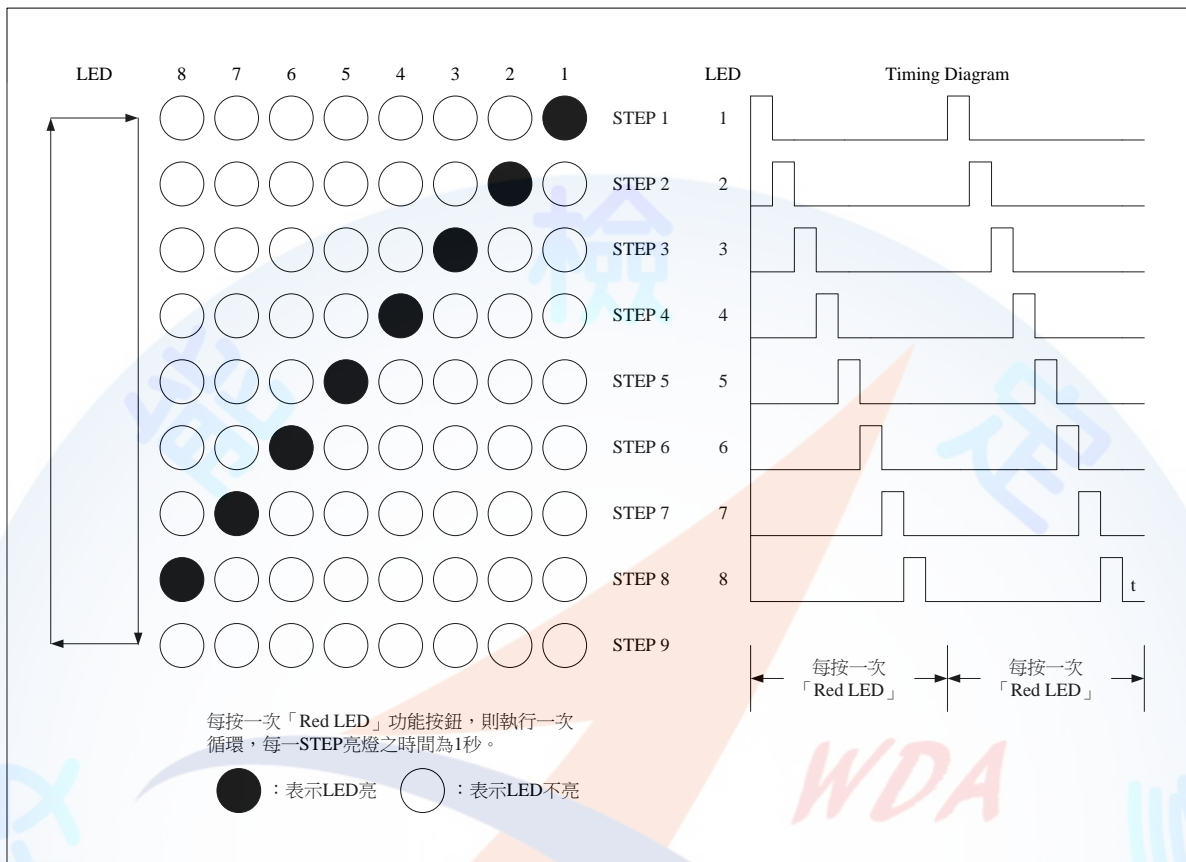 LED 8 7 6 5 4 3 2 1 LED Timing Diagram
STEP 1 1
STEP 2 2
STEP 3 3
STEP 4 4
STEP 5 5
STEP 6 6
STEP 7 7
STEP 8 8 t
STEP 9
每按一次 每按一次
「Red LED」 「Red LED」
每按一次「Red LED」功能按鈕,則執行一次
循環,每一STEP亮燈之時間為1秒。
:表示LED亮 :表示LED不亮
能 檢 定
WDA